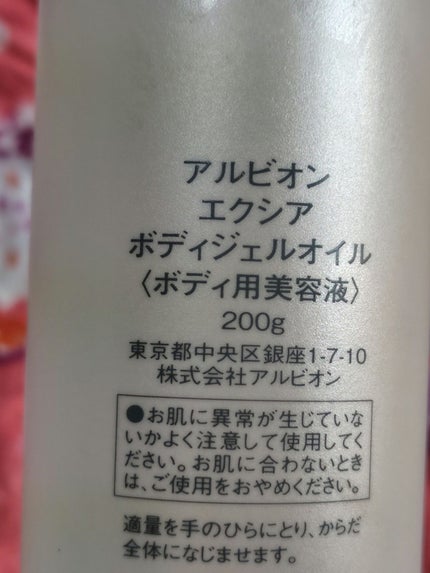 アルビオン
エクシア
ボディジェルオイル
〈ボディ用美容液〉
200g
東京都中央区銀座1-7-10
株式会社アルビオン
●お肌に異常が生じていな
いかよく注意して使用してく
ださい。お肌に合わないとき
は、ご使用をおやめください。
適量を手のひらにとり、からだ
全体になじませます。